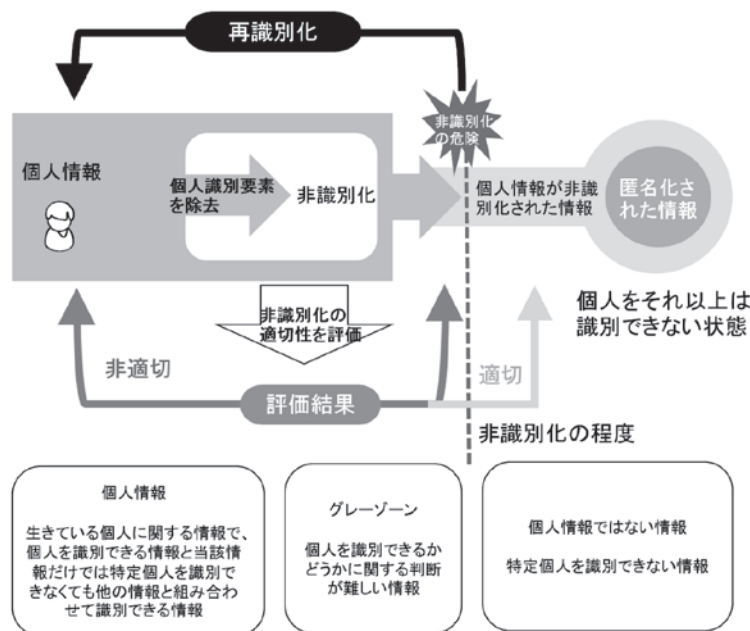 再識別化
非識別化
の危険
個人情報
個人識別要素
を除去
非識別化
個人情報が非識
別化された情報
匿名化さ
れた情報
個人をそれ以上は
識別できない状態
非識別化の
適切性を評価
非適切
適切
評価結果
非識別化の程度
個人情報
生きている個人に関する情報で、
個人を識別できる情報と当該情
報だけでは特定個人を識別で
きなくても他の情報と組み合わ
せて識別できる情報
グレーゾーン
個人を識別できるか
どうかに関する判断
が難しい情報
個人情報ではない情報
特定個人を識別できない情報